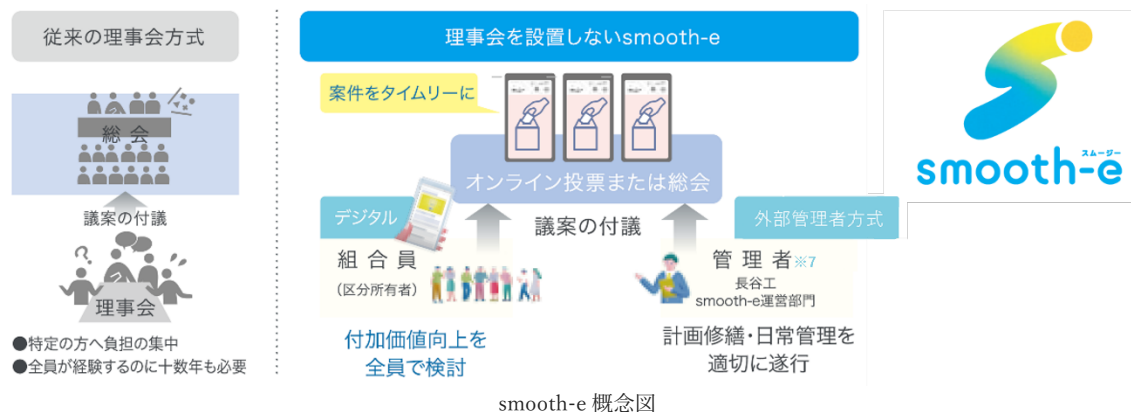 従来の理事会方式
総会
議案の付議
理事会
●特定の方へ負担の集中
●全員が経験するのに十数年も必要
理事会を設置しないsmooth-e
案件をタイムリーに
オンライン投票または総会
デジタル
議案の付議
外部管理者方式
組合員
（区分所有者）
付加価値向上を
全員で検討
管理者※7
長谷工
smooth-e運営部門
計画修繕・日常管理を
適切に遂行
スムージー
smooth-e
smooth-e 概念図